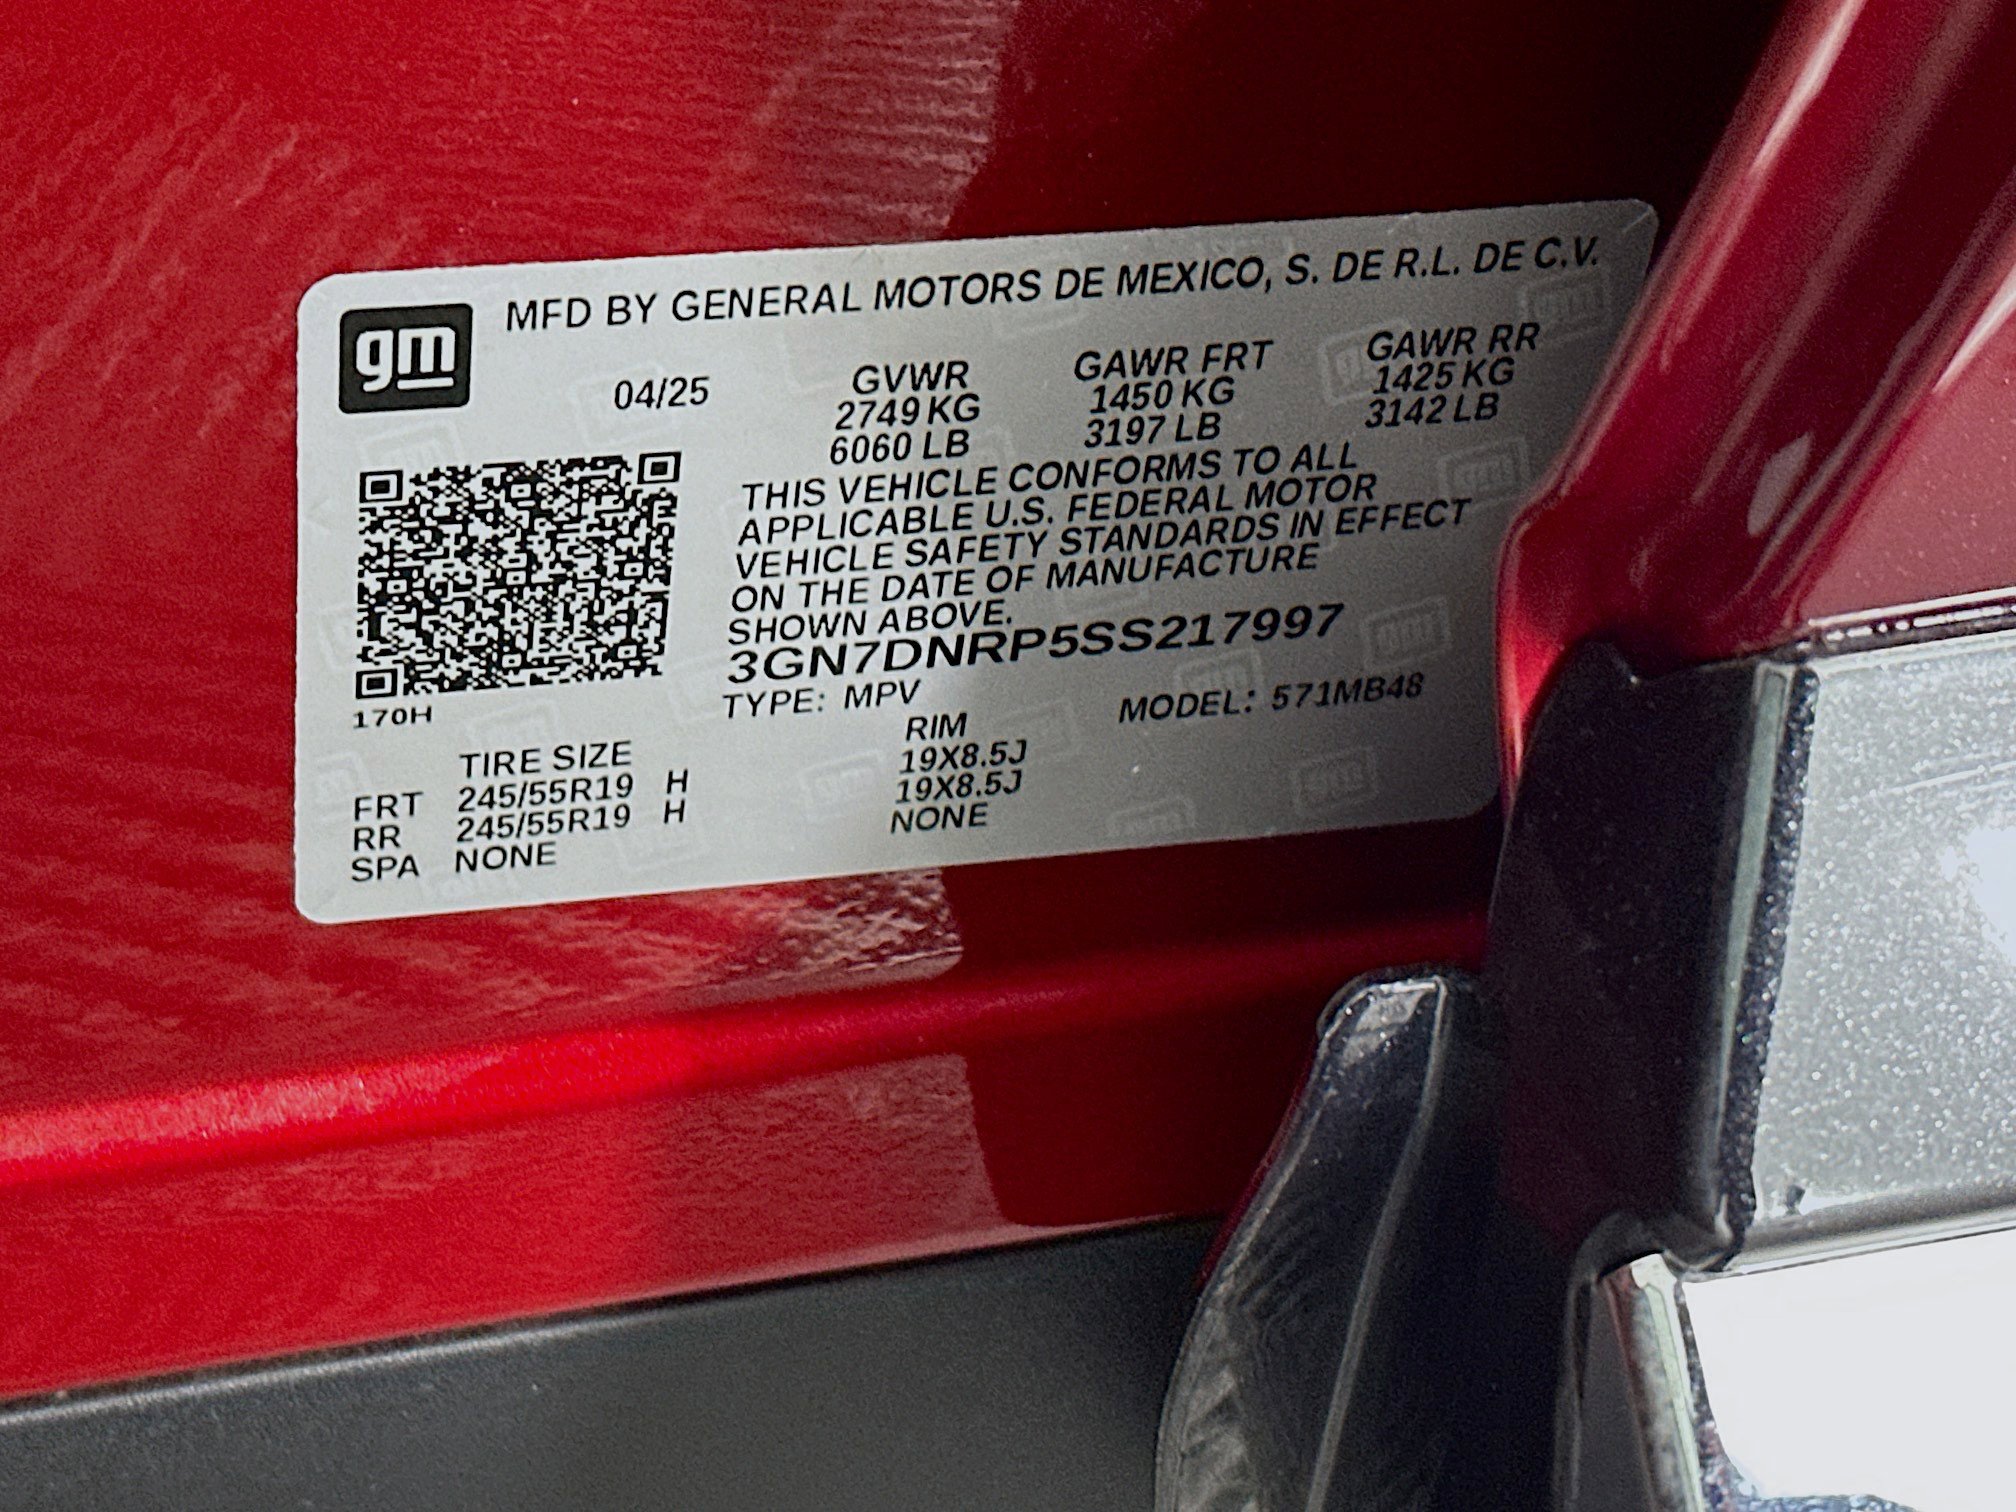 gm
MFD BY GENERAL MOTORS DE MEXICO, S. DE R.L. DE C.V.
04/25
GVWR GAWR FRT GAWR RR
2749 KG 1450 KG 1425 KG
6060 LB 3197 LB 3142 LB
THIS VEHICLE CONFORMS TO ALL
APPLICABLE U.S. FEDERAL MOTOR
VEHICLE SAFETY STANDARDS IN EFFECT
ON THE DATE OF MANUFACTURE
SHOWN ABOVE.
3GN7DNRP5SS217997
170H
TYPE: MPV MODEL: 571MB48
TIRE SIZE RIM
FRT 245/55R19 H 19X8.5J
RR 245/55R19 H 19X8.5J
SPA NONE NONE